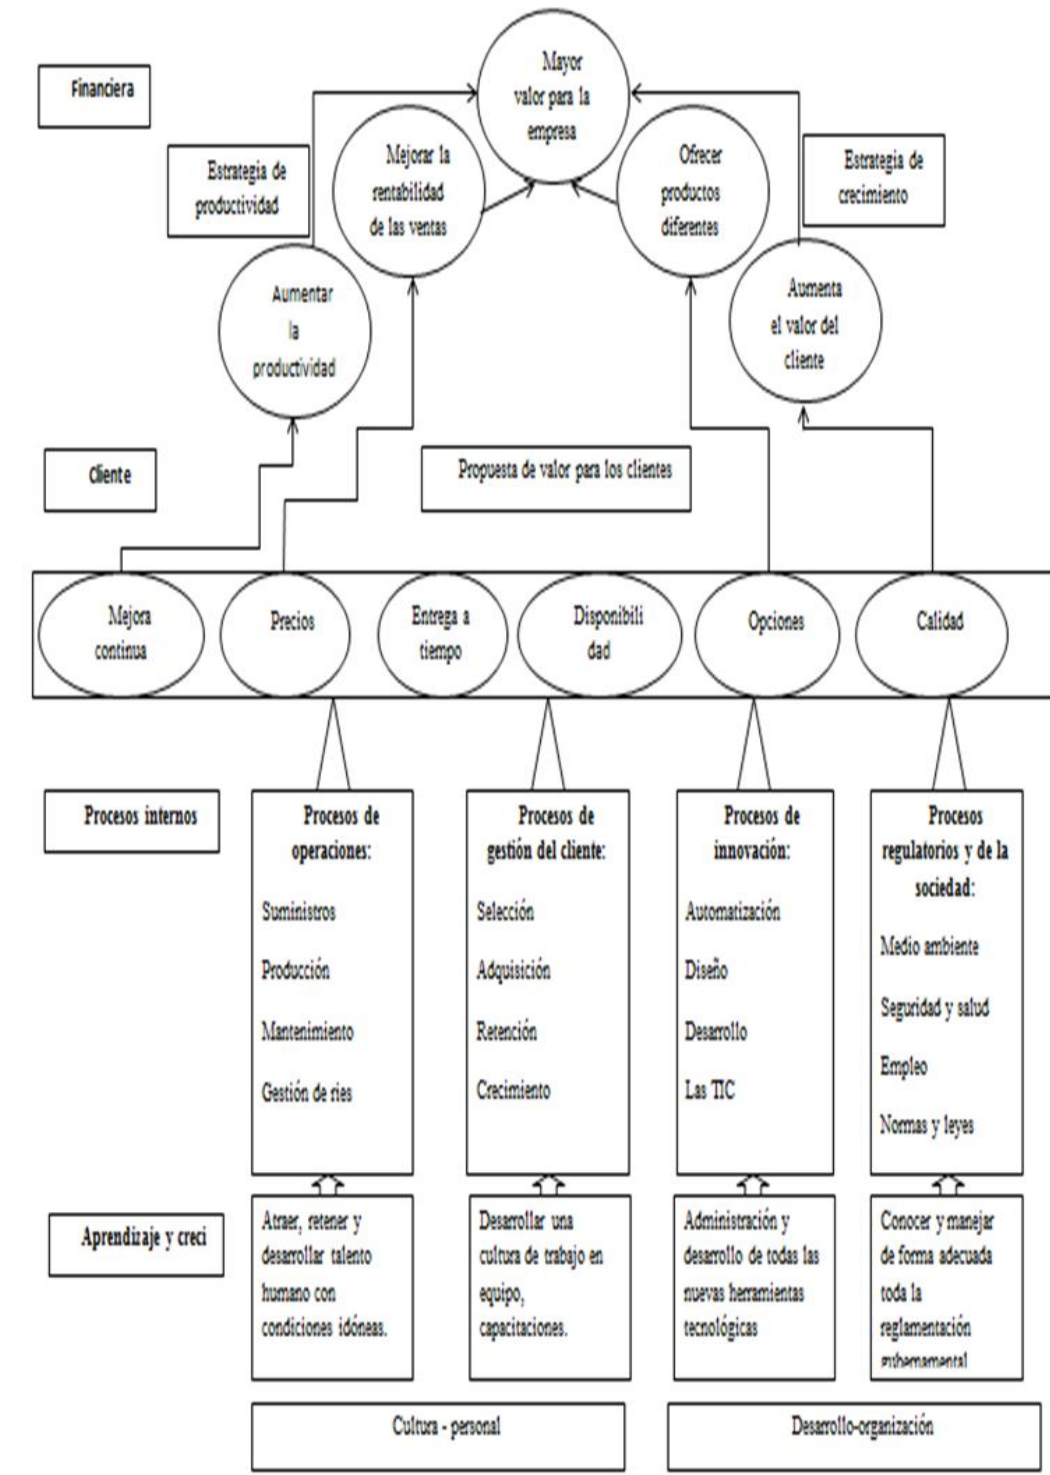 Financiera
Mayor
valor para la
empresa
Estrategia de
productividad
Mejorar la
rentabilidad
de las ventas
Ofrecer
productos
diferentes
Estrategia de
crecimiento
Aumentar
la
productividad
Aumenta
el valor del
cliente
Cliente
Propuesta de valor para los clientes
Mejora
continua
Precios
Entrega a
tiempo
Disponibili
dad
Opciones
Calidad
Procesos internos
Procesos de
operaciones:
Suministros
Producción
Mantenimiento
Gestión de ries
Procesos de
gestión del cliente:
Selección
Adquisición
Retención
Crecimiento
Procesos de
innovación:
Automatización
Diseño
Desarrollo
Las TIC
Procesos
regulatorios y de la
sociedad:
Medio ambiente
Seguridad y salud
Empleo
Normas y leyes
Aprendizaje y creci
Atraer, retener y
desarrollar talento
humano con
condiciones idóneas.
Desarrollar una
cultura de trabajo en
equipo,
capacitaciones.
Administración y
desarrollo de todas las
nuevas herramientas
tecnológicas
Conocer y manejar
de forma adecuada
toda la
reglamentación
gubernamental
Cultura - personal
Desarrollo-organización